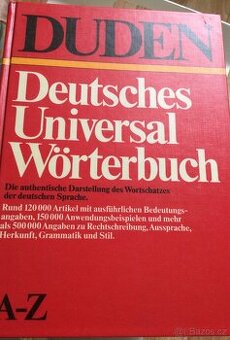 DUDEN
Deutsches
Universal
Wörterbuch
Die authentische Darstellung des Wortschatzes
der deutschen Sprache.
Rund 120 000 Artikel mit ausführlichen Bedeutungs-
angaben, 150 000 Anwendungsbeispielen und mehr
als 500 000 Angaben zu Rechtschreibung, Aussprache,
Herkunft, Grammatik und Stil.
A-Z
sbazar.cz